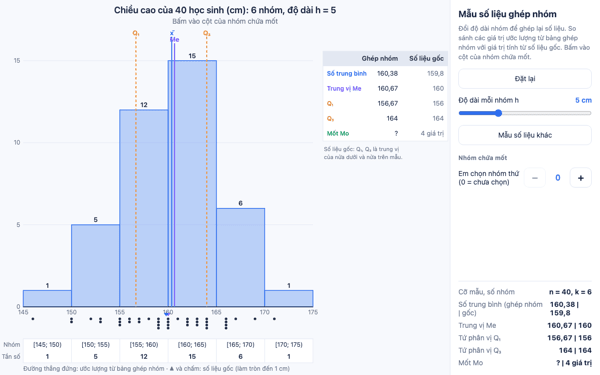 Chiều cao của 40 học sinh (cm): 6 nhóm, độ dài h = 5
Bấm vào cột của nhóm chứa mốt
Q₁
x̄
Me
Q₃
15
10
5
0
1
5
12
15
6
1
145
150
155
160
165
170
175
Nhóm
[145; 150)
[150; 155)
[155; 160)
[160; 165)
[165; 170)
[170; 175)
Tần số
1
5
12
15
6
1
Đường thẳng đứng: ước lượng từ bảng ghép nhóm · ▲ và chấm: số liệu gốc (làm tròn đến 1 cm)
Ghép nhóm
Số liệu gốc
Số trung bình 160,38 159,8
Trung vị Me 160,67 160
Q₁ 156,67 156
Q₃ 164 164
Mốt Mo ? 4 giá trị
Số liệu gốc: Q₁, Q₃ là trung vị
của nửa dưới và nửa trên mẫu.
Mẫu số liệu ghép nhóm
Đổi độ dài nhóm để ghép lại số liệu. So
sánh các giá trị ước lượng từ bảng ghép
nhóm với giá trị tính từ số liệu gốc. Bấm vào
cột của nhóm chứa mốt.
Đặt lại
Độ dài mỗi nhóm h 5 cm
Mẫu số liệu khác
Nhóm chứa mốt
Em chọn nhóm thứ
(0 = chưa chọn)
− 0 +
Cỡ mẫu, số nhóm n = 40, k = 6
Số trung bình (ghép nhóm
| gốc)
160,38 |
159,8
Trung vị Me 160,67 | 160
Tứ phân vị Q₁ 156,67 | 156
Tứ phân vị Q₃ 164 | 164
Mốt Mo ? | 4 giá trị